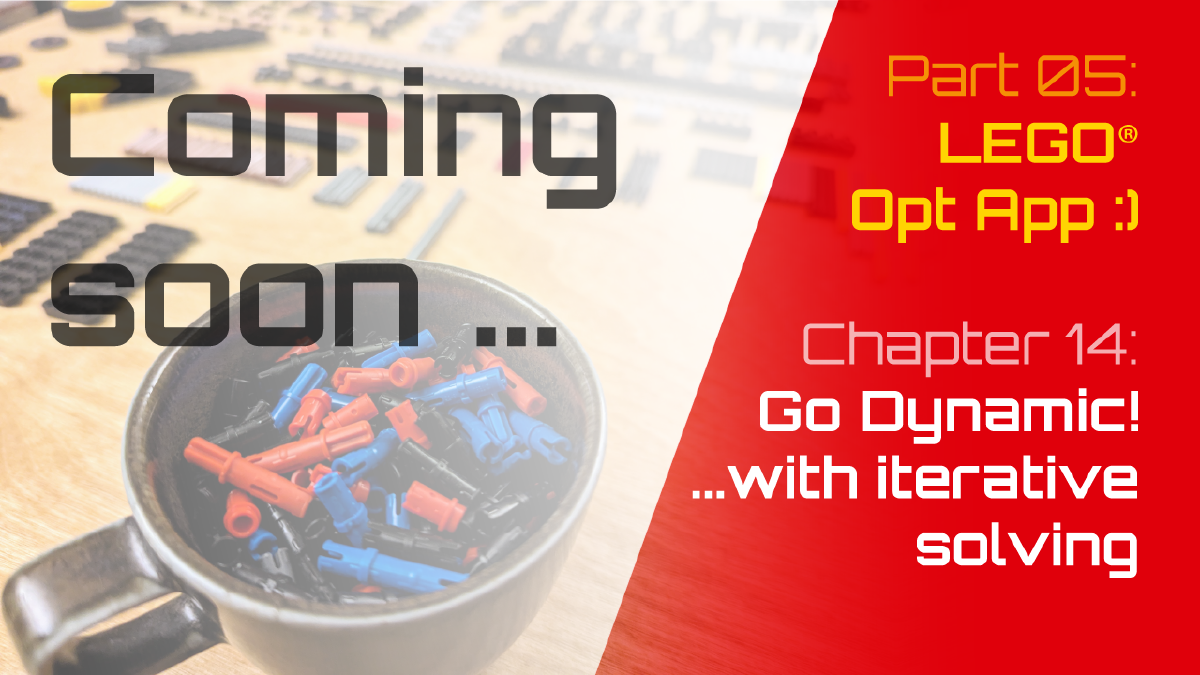 Coming
soon ...
Part 05:
LEGO®
Opt App :)
Chapter 14:
Go Dynamic!
...with iterative
solving